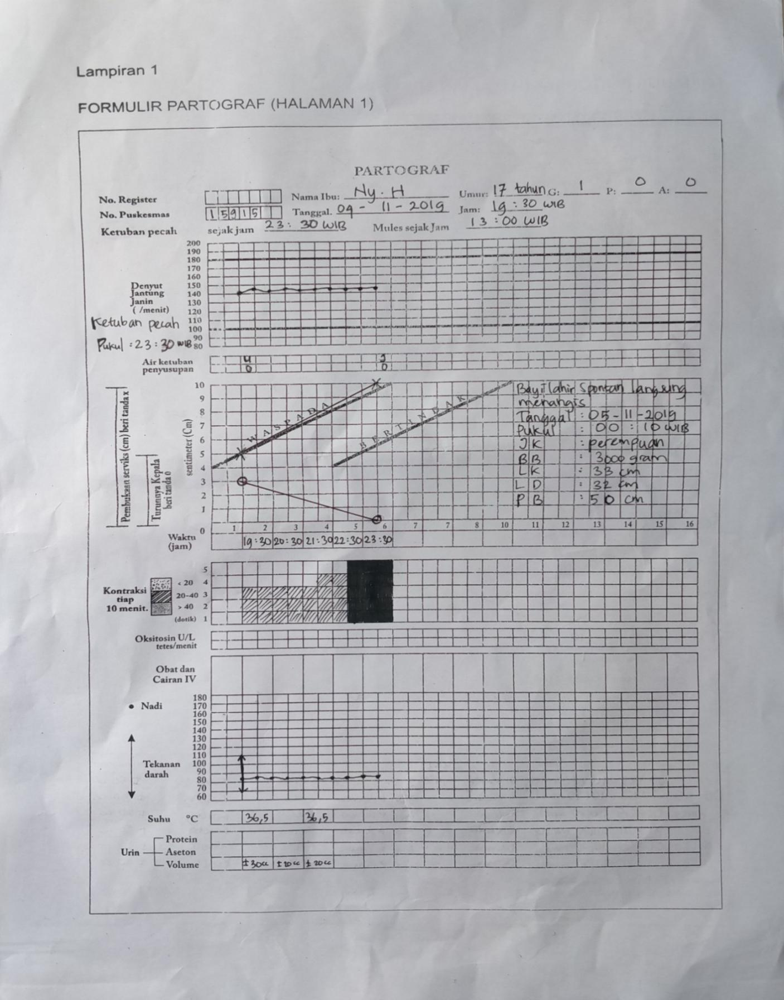 Lampiran 1
FORMULIR PARTOGRAF (HALAMAN 1)
PARTOGRAF
No. Register Nama Ibu: Ny. H Umur: 17 tahun G: 1 P: 0 A: 0
No. Puskesmas 15915 Tanggal. 04 - 11 - 2019 Jam: 19 : 30 WIB
Ketuban pecah sejak jam 23 : 30 WIB Mules sejak Jam 13 : 00 WIB
200
190
180
170
160
Denyut 150
Jantung 140
Janin 130
( /menit) 120
Ketuban pecah 110
100
90
Pukul : 23 : 30 WIB 80
Air ketuban U J
penyusupan 0 0
Pembukaan serviks (cm) beri tanda x
Turunnya Kepala
beri tanda 0
sentimeter (Cm)
10
9
8
7
6
5
4
3
2
1
0
WASPADA
BERTINDAK
Bayi lahir Spontan langsung
menangis
Tanggal : 05-11-2019
Pukul : 00 : 10 WIB
JK : perempuan
BB : 3000 gram
LK : 33 cm
LD : 32 cm
PB : 50 cm
1 2 3 4 5 6 7 7 8 10 11 12 13 14 15 16
Waktu
(jam)
19:30 20:30 21:30 22:30 23:30
Kontraksi
tiap
10 menit.
< 20
20-40
> 40
(detik)
5
4
3
2
1
Oksitosin U/L
tetes/menit
Obat dan
Cairan IV
Nadi
Tekanan
darah
180
170
160
150
140
130
120
110
100
90
80
70
60
Suhu °C 36,5 36,5
Urin
Protein
Aseton
Volume ± 30cc ± 20cc ± 20cc